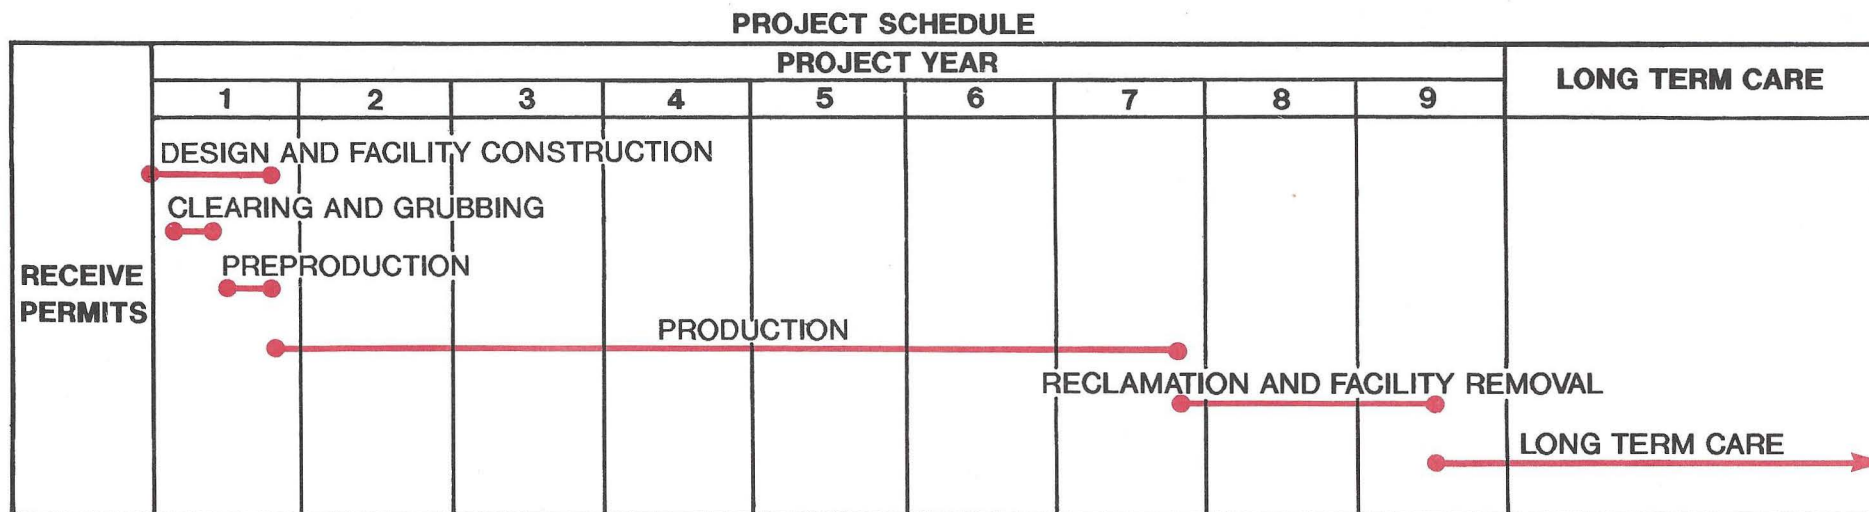 PROJECT SCHEDULE
PROJECT YEAR
LONG TERM CARE
1 2 3 4 5 6 7 8 9
DESIGN AND FACILITY CONSTRUCTION
CLEARING AND GRUBBING
PREPRODUCTION
RECEIVE
PERMITS
PRODUCTION
RECLAMATION AND FACILITY REMOVAL
LONG TERM CARE